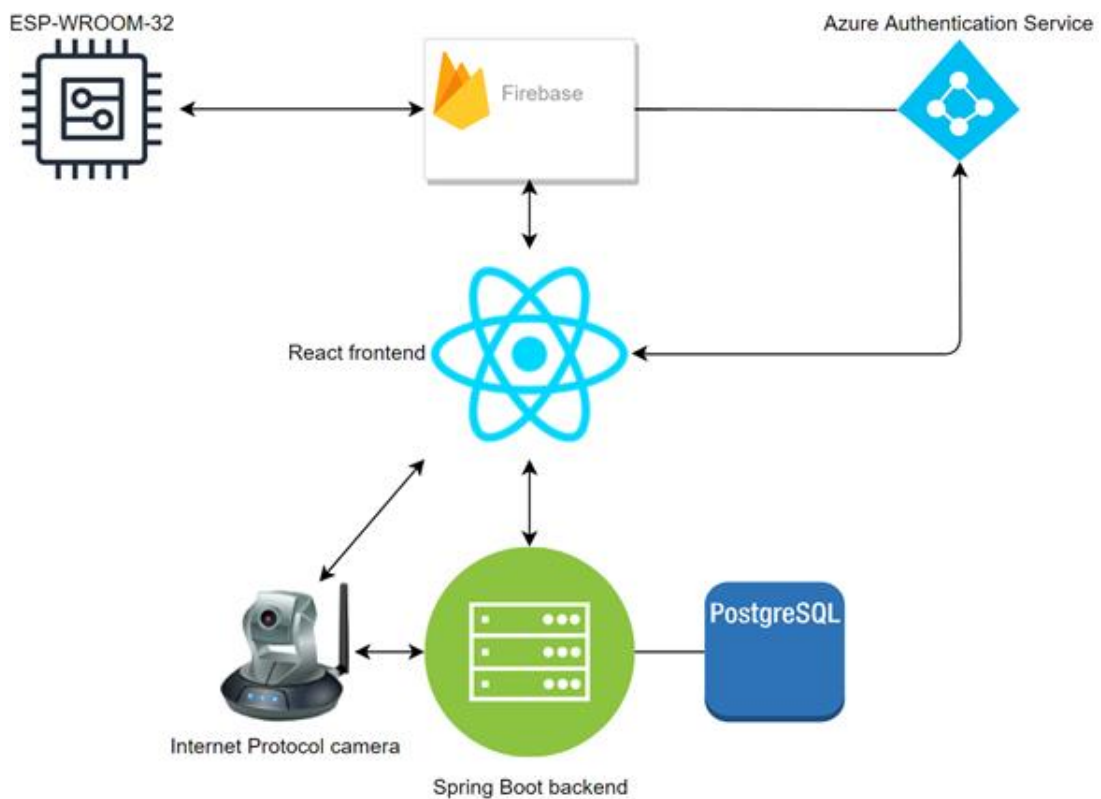 ESP-WROOM-32
Azure Authentication Service
Firebase
React frontend
PostgreSQL
Internet Protocol camera
Spring Boot backend